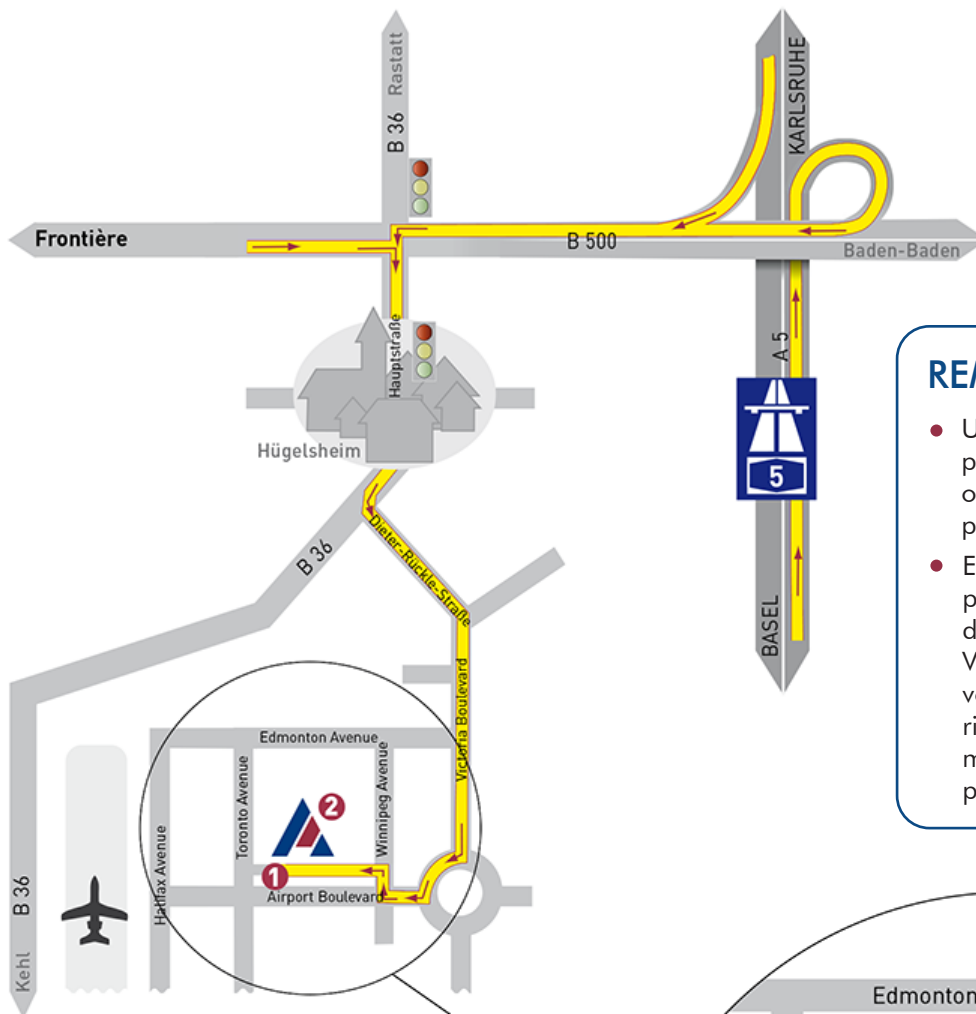 Rastatt
B 36
KARLSRUHE
Frontière
B 500
Baden-Baden
Hauptstraße
A 5
5
Hügelsheim
Dieter-Rückle-Straße
B 36
BASEL
Victoria Boulevard
Edmonton Avenue
Toronto Avenue
Winnipeg Avenue
Halifax Avenue
2
1
Airport Boulevard
B 36
Kehl
Edmonton